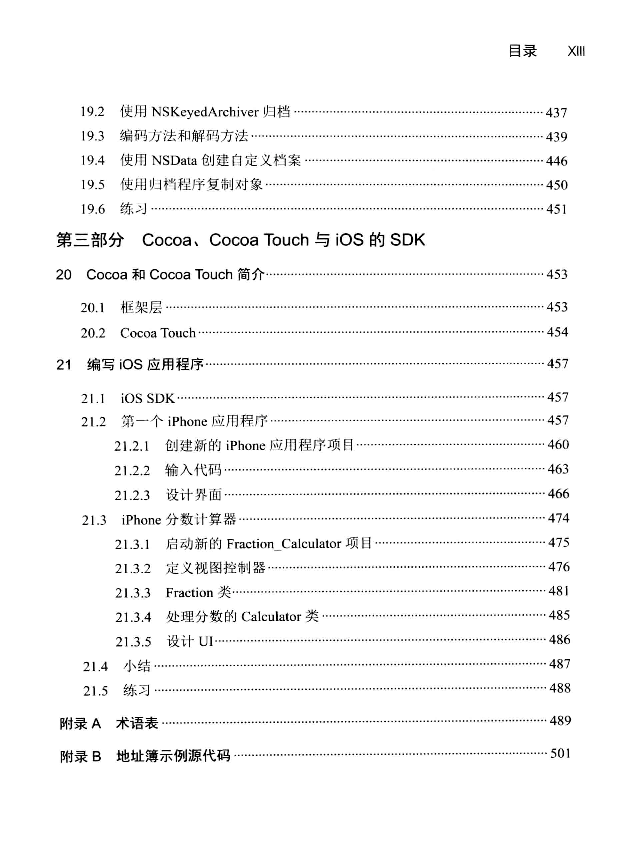 目录 XIII
19.2 使用 NSKeyedArchiver 归档 437
19.3 编码方法和解码方法 439
19.4 使用 NSData 创建自定义档案 446
19.5 使用归档程序复制对象 450
19.6 练习 451
第三部分 Cocoa、Cocoa Touch 与 iOS 的 SDK
20 Cocoa 和 Cocoa Touch 简介 453
20.1 框架层 453
20.2 Cocoa Touch 454
21 编写 iOS 应用程序 457
21.1 iOS SDK 457
21.2 第一个 iPhone 应用程序 457
21.2.1 创建新的 iPhone 应用程序项目 460
21.2.2 输入代码 463
21.2.3 设计界面 466
21.3 iPhone 分数计算器 474
21.3.1 启动新的 Fraction_Calculator 项目 475
21.3.2 定义视图控制器 476
21.3.3 Fraction 类 481
21.3.4 处理分数的 Calculator 类 485
21.3.5 设计 UI 486
21.4 小结 487
21.5 练习 488
附录 A 术语表 489
附录 B 地址簿示例源代码 501